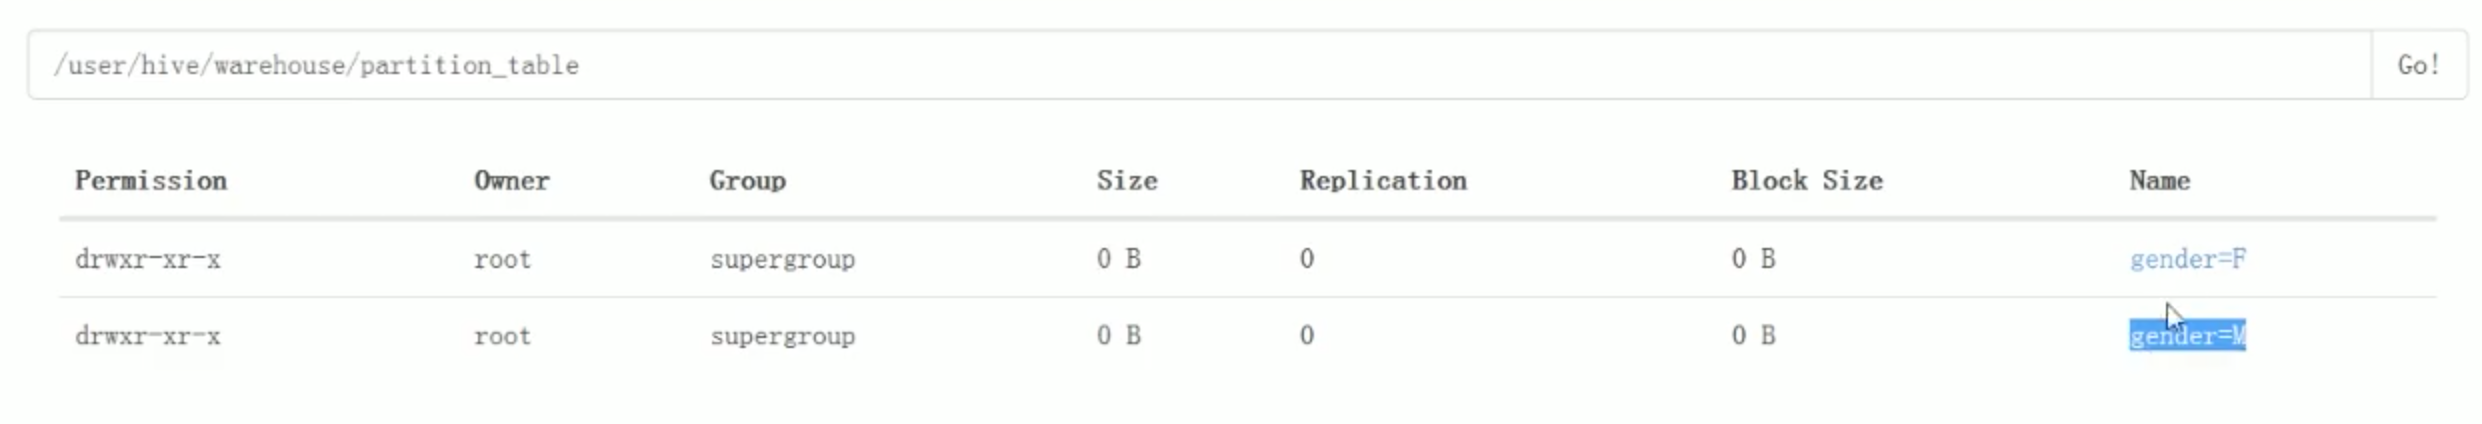 /user/hive/warehouse/partition_table Go!
Permission Owner Group Size Replication Block Size Name
drwxr-xr-x root supergroup 0 B 0 0 B gender=F
drwxr-xr-x root supergroup 0 B 0 0 B gender=M